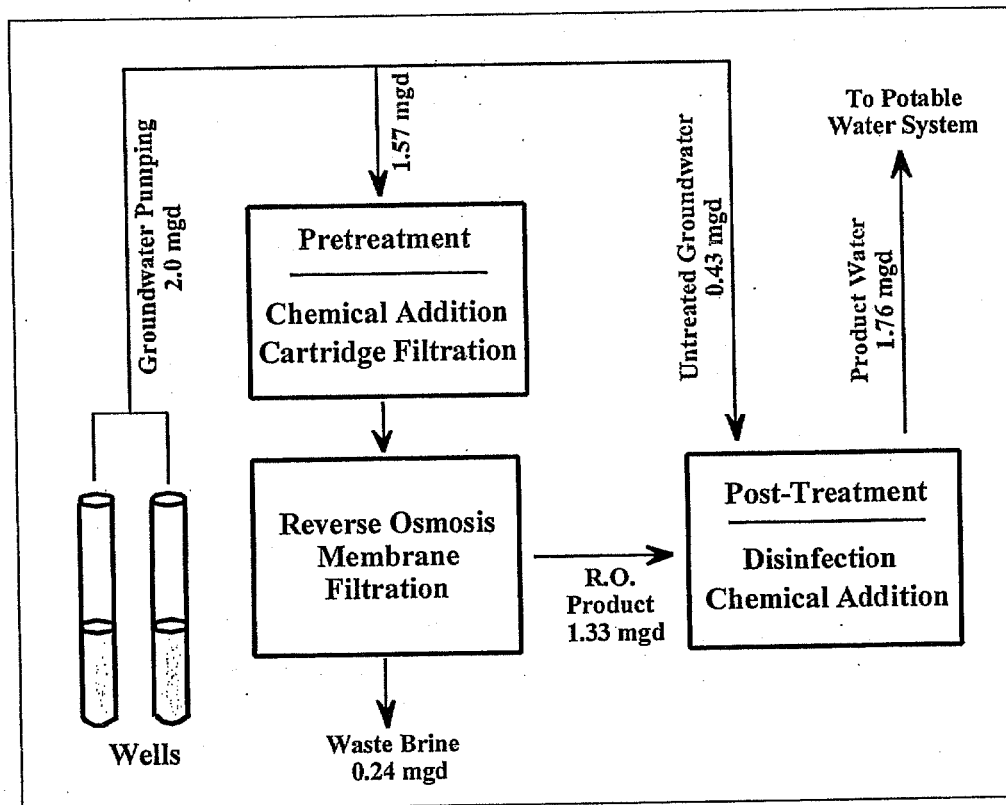 Groundwater Pumping
2.0 mgd
1.57 mgd
Pretreatment
Chemical Addition
Cartridge Filtration
Untreated Groundwater
0.43 mgd
To Potable
Water System
Product Water
1.76 mgd
Reverse Osmosis
Membrane
Filtration
R.O.
Product
1.33 mgd
Post-Treatment
Disinfection
Chemical Addition
Wells
Waste Brine
0.24 mgd